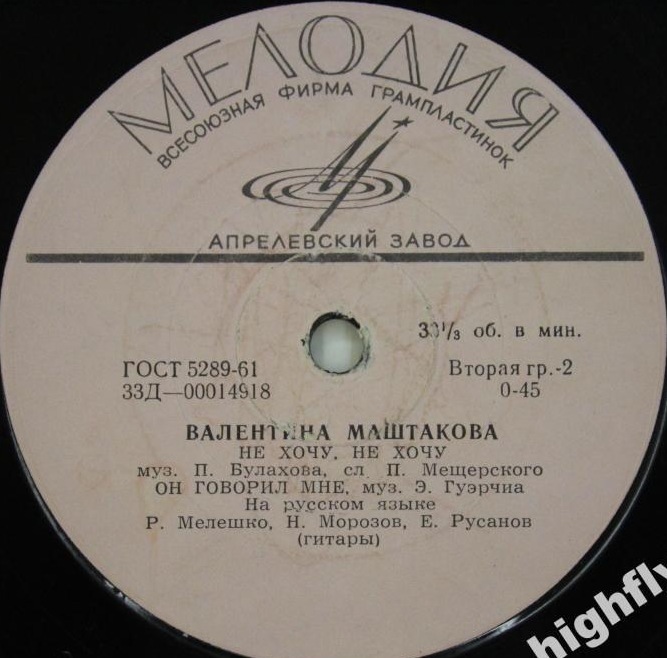 МЕЛОДИЯ
ВСЕСОЮЗНАЯ ФИРМА ГРАМПЛАСТИНОК
АПРЕЛЕВСКИЙ ЗАВОД
33⅓ об. в мин.
ГОСТ 5289-61 Вторая гр.-2
33Д—00014918 0-45
ВАЛЕНТИНА МАШТАКОВА
НЕ ХОЧУ, НЕ ХОЧУ
муз. П. Булахова, сл. П. Мещерского
ОН ГОВОРИЛ МНЕ, муз. Э. Гуэрчиа
На русском языке
Р. Мелешко, Н. Морозов, Е. Русанов
(гитары)
highfly